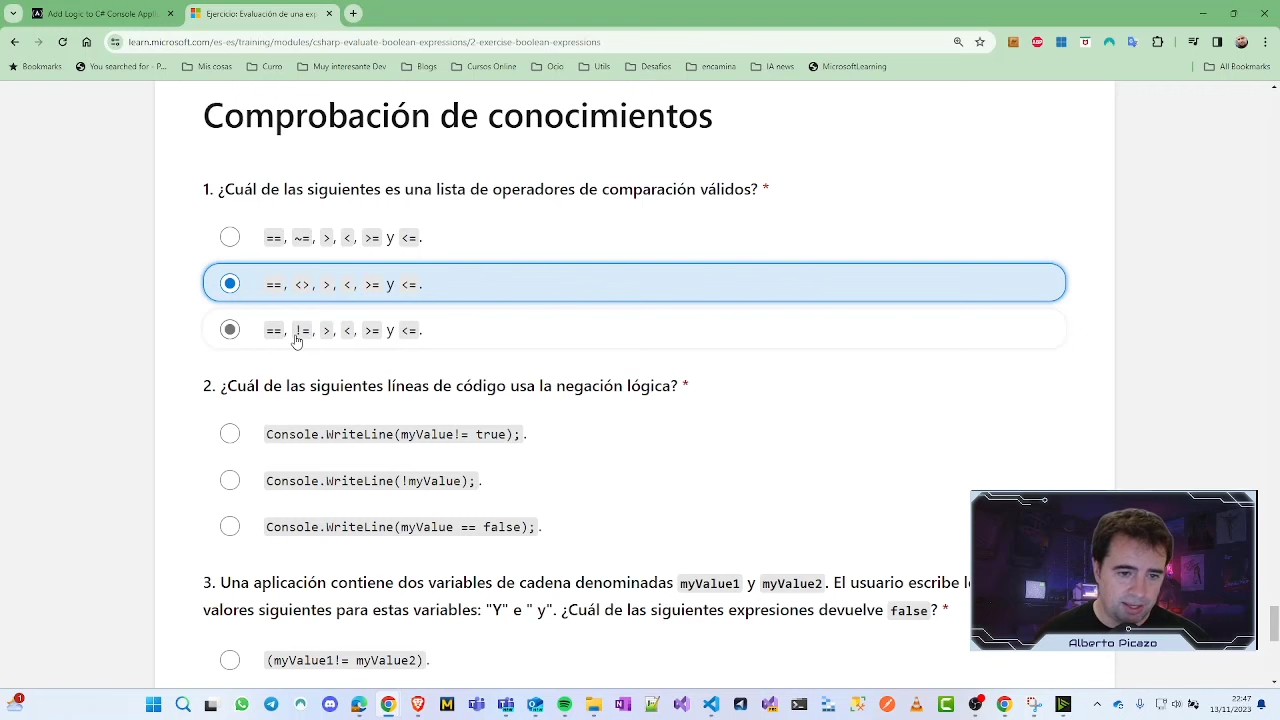 Add Logic to C# Console Appli
Ejercicio: Evaluación de una exp
learn.microsoft.com/es-es/training/modules/csharp-evaluate-boolean-expressions/2-exercise-boolean-expressions
Bookmarks You searched for - P... Mis cosas Curro Muy interesante Dev Blogs Cursos Online Ocio Utils Desafios encamina IA news MicrosoftLearning All Bookmarks
Comprobación de conocimientos
1. ¿Cuál de las siguientes es una lista de operadores de comparación válidos? *
==, ~=, >, <, >= y <=.
==, <>, >, <, >= y <=.
==, !=, >, <, >= y <=.
2. ¿Cuál de las siguientes líneas de código usa la negación lógica? *
Console.WriteLine(myValue!= true);.
Console.WriteLine(!myValue);.
Console.WriteLine(myValue == false);.
3. Una aplicación contiene dos variables de cadena denominadas myValue1 y myValue2. El usuario escribe
valores siguientes para estas variables: "Y" e " y". ¿Cuál de las siguientes expresiones devuelve false? *
(myValue1!= myValue2).
Alberto Picazo
1
22:47
13/11/2023